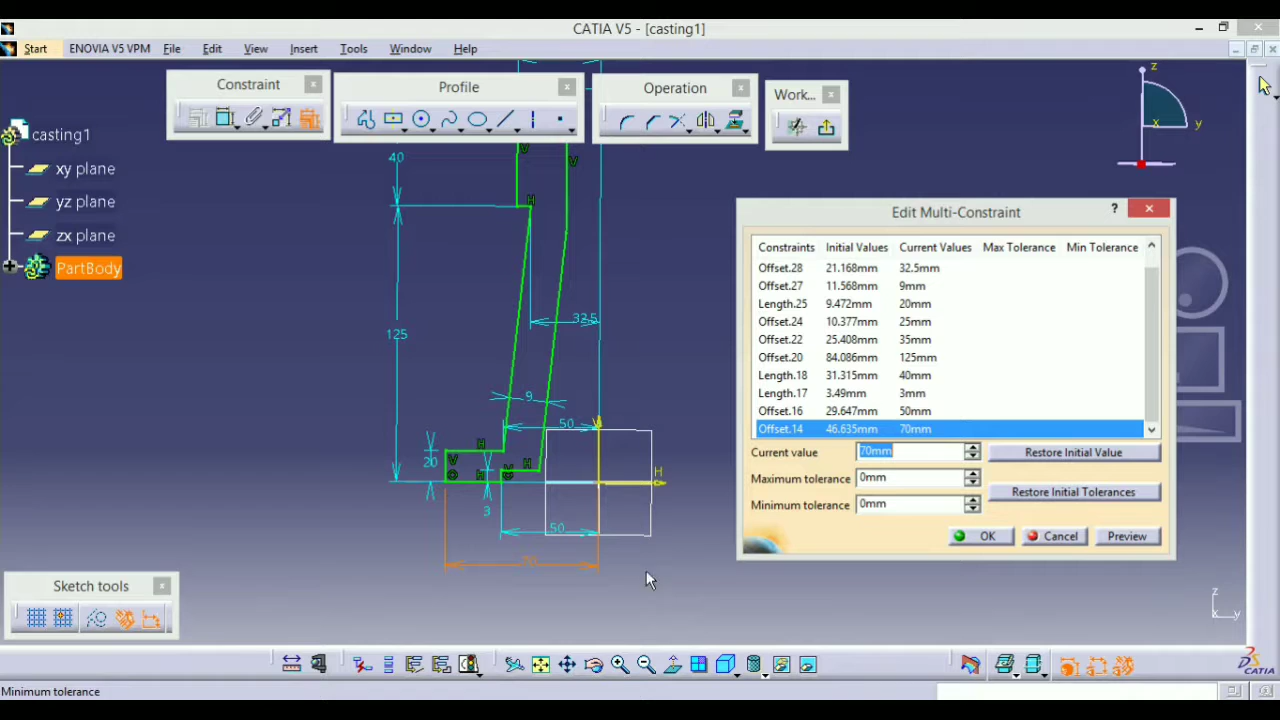 CATIA V5 - [casting1]
Start ENOVIA V5 VPM File Edit View Insert Tools Window Help
Constraint
Profile
Operation
Work...
casting1
xy plane
yz plane
zx plane
PartBody
z
x y
40
V
V
H
125
32.5
9
50
H
V
20
H
V
H
3
50
70
H
Edit Multi-Constraint ?
Constraints Initial Values Current Values Max Tolerance Min Tolerance
Offset.28 21.168mm 32.5mm
Offset.27 11.568mm 9mm
Length.25 9.472mm 20mm
Offset.24 10.377mm 25mm
Offset.22 25.408mm 35mm
Offset.20 84.086mm 125mm
Length.18 31.315mm 40mm
Length.17 3.49mm 3mm
Offset.16 29.647mm 50mm
Offset.14 46.635mm 70mm
Current value 70mm Restore Initial Value
Maximum tolerance 0mm
Restore Initial Tolerances
Minimum tolerance 0mm
OK Cancel Preview
Sketch tools
z
x y
CATIA
Minimum tolerance